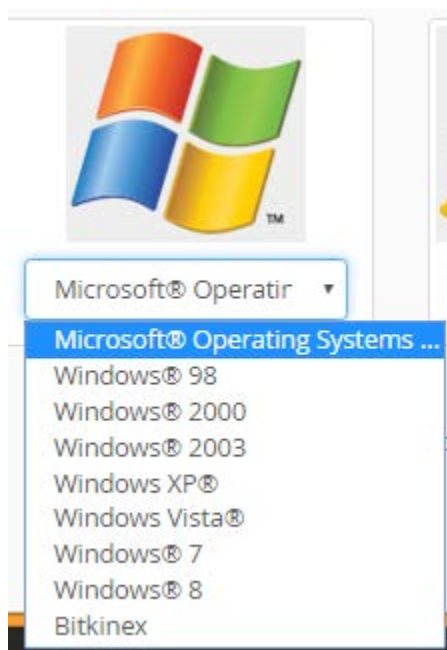 TM
Microsoft® Operatir
Microsoft® Operating Systems ...
Windows® 98
Windows® 2000
Windows® 2003
Windows XP®
Windows Vista®
Windows® 7
Windows® 8
Bitkinex